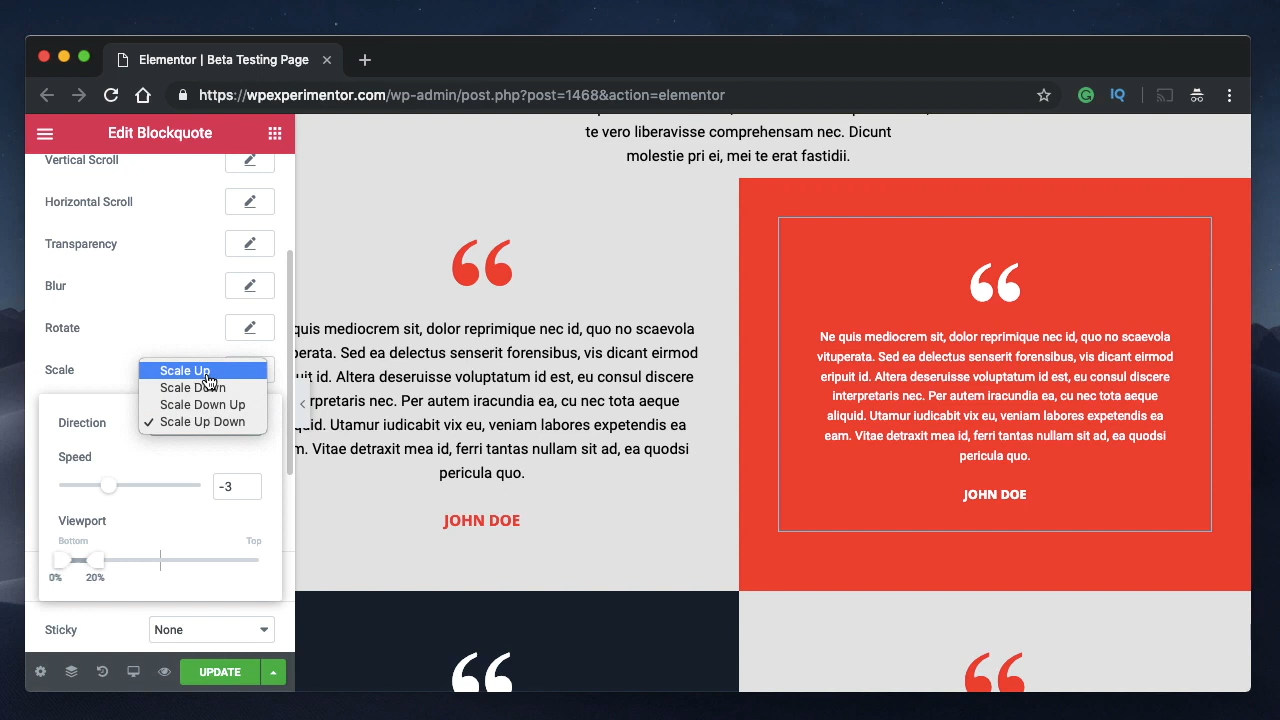 Elementor | Beta Testing Page
https://wpexperimentor.com/wp-admin/post.php?post=1468&action=elementor
IQ
Edit Blockquote
Vertical Scroll
Horizontal Scroll
Transparency
Blur
Rotate
Scale
Scale Up
Scale Down
Scale Down Up
✓ Scale Up Down
Direction
Speed
-3
Viewport
Bottom
Top
0%
20%
Sticky
None
UPDATE
te vero liberavisse comprehensam nec. Dicunt
molestie pri ei, mei te erat fastidii.
quis mediocrem sit, dolor reprimique nec id, quo no scaevola
perata. Sed ea delectus senserit forensibus, vis dicant eirmod
id. Altera deseruisse voluptatum id est, eu consul discere
rpretaris nec. Per autem iracundia ea, cu nec tota aeque
id. Utamur iudicabit vix eu, veniam labores expetendis ea
m. Vitae detraxit mea id, ferri tantas nullam sit ad, ea quodsi
pericula quo.
JOHN DOE
Ne quis mediocrem sit, dolor reprimique nec id, quo no scaevola
vituperata. Sed ea delectus senserit forensibus, vis dicant eirmod
eripuit id. Altera deseruisse voluptatum id est, eu consul discere
interpretaris nec. Per autem iracundia ea, cu nec tota aeque
aliquid. Utamur iudicabit vix eu, veniam labores expetendis ea
eam. Vitae detraxit mea id, ferri tantas nullam sit ad, ea quodsi
pericula quo.
JOHN DOE